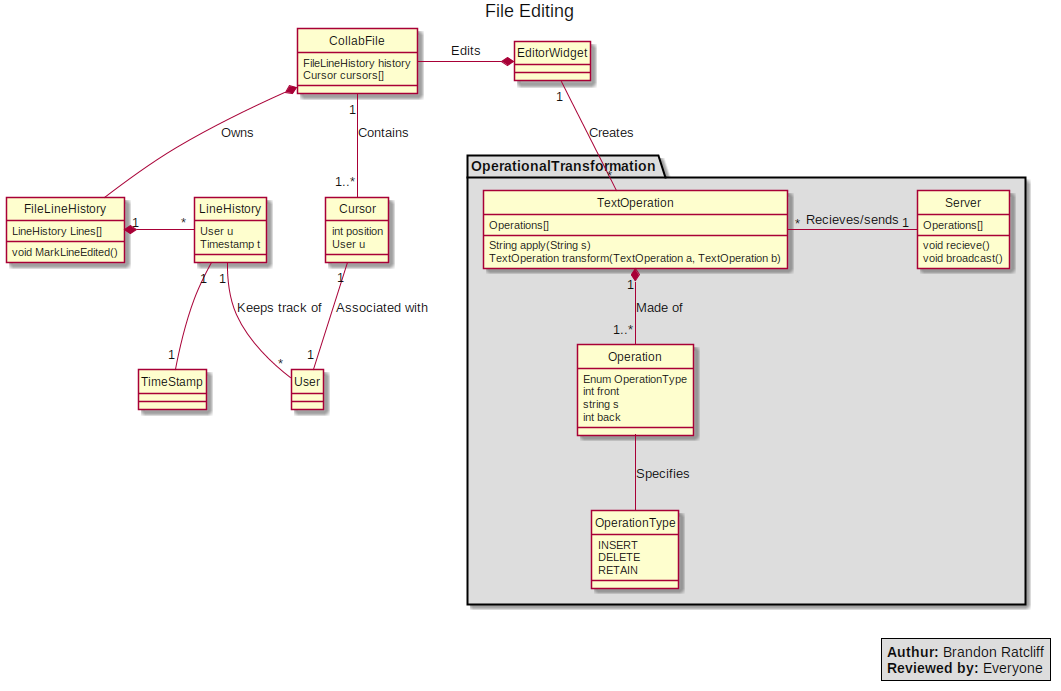 File Editing
CollabFile
FileLineHistory history
Cursor cursors[]
Edits
EditorWidget
1
1
Owns
Contains
Creates
1..*
*
OperationalTransformation
FileLineHistory
LineHistory Lines[]
void MarkLineEdited()
1
*
LineHistory
User u
Timestamp t
Cursor
int position
User u
TextOperation
Operations[]
String apply(String s)
TextOperation transform(TextOperation a, TextOperation b)
* Recieves/sends 1
Server
Operations[]
void recieve()
void broadcast()
1
1
1
1
Keeps track of
Associated with
Made of
1
*
1
1..*
TimeStamp
User
Operation
Enum OperationType
int front
string s
int back
Specifies
OperationType
INSERT
DELETE
RETAIN
Authur: Brandon Ratcliff
Reviewed by: Everyone